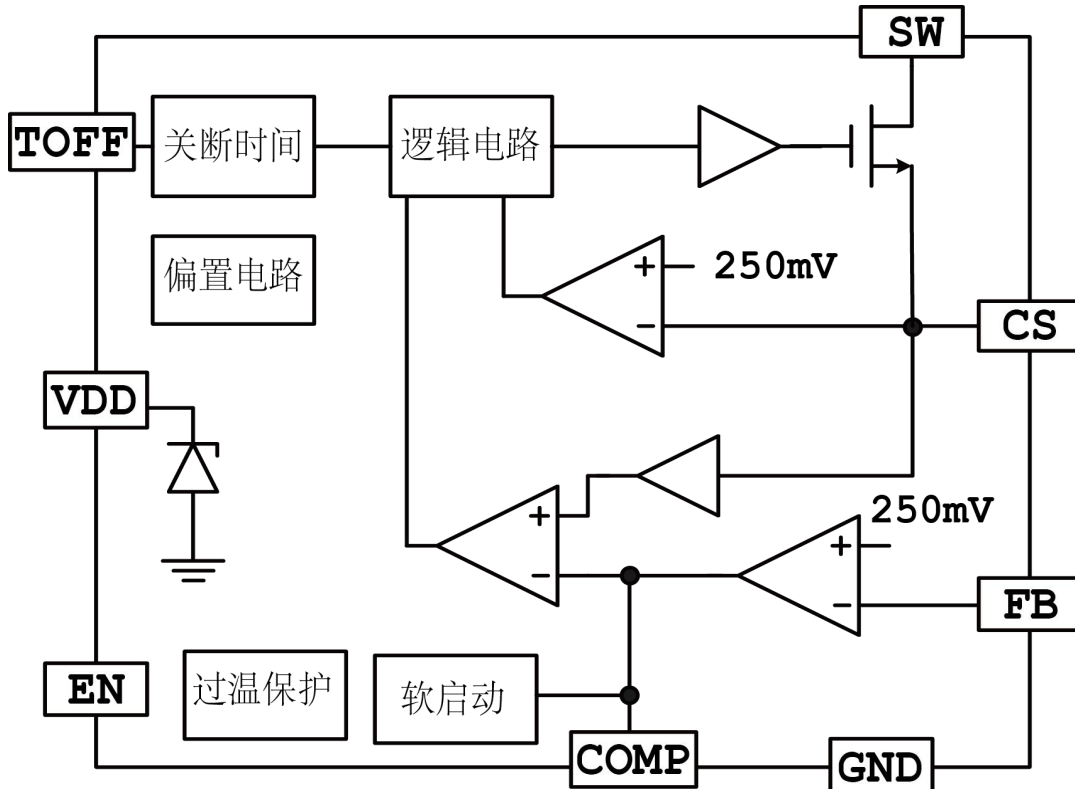 SW
TOFF
关断时间
逻辑电路
偏置电路
+ 250mV
-
CS
VDD
250mV
+
-
+
-
FB
EN
过温保护
软启动
COMP
GND